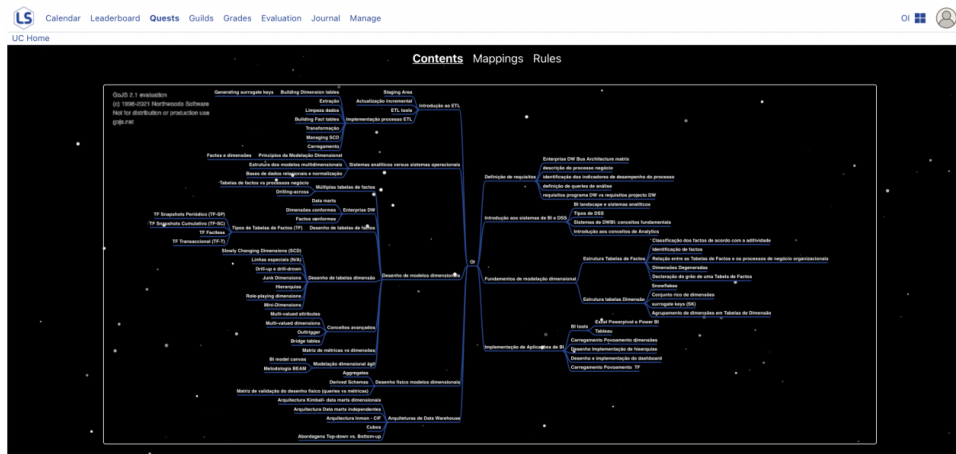 LS Calendar Leaderboard Quests Guilds Grades Evaluation Journal Manage OI
UC Home
Contents Mappings Rules
GoJS 2.1 evaluation
(c) 1998-2021 Northwoods Software
Not for distribution or production use
gojs.net
Generating surrogate keys
Building Dimension tables
Extração
Limpeza dados
Building Fact tables
Transformação
Managing SCD
Carregamento
Staging Area
Actualização incremental
ETL tools
Implementação processo ETL
Introdução ao ETL
Factos e dimensões
Princípios da Modelação Dimensional
Estrutura dos modelos multidimensionais
Bases de dados relacionais e normalização
Sistemas analíticos versus sistemas operacionais
Tabelas de factos vs processos negócio
Drilling-across
Múltiplas tabelas de factos
Data marts
Dimensões conformes
Factos conformes
Enterprise DW
TF Snapshots Periódico (TF-SP)
TF Snapshots Cumulativo (TF-SC)
TF Factless
TF Transaccional (TF-T)
Tipos de Tabelas de Factos (TF)
Desenho de tabelas de factos
Slowly Changing Dimensions (SCD)
Linhas especiais (N/A)
Drill-up e drill-drown
Junk Dimensions
Hierarquias
Role-playing dimensions
Mini-Dimensions
Desenho de tabelas dimensão
Desenho de modelos dimensionais
Multi-valued attributes
Multi-valued dimensions
Outtrigger
Bridge tables
Conceitos avançados
Matriz de métricas vs dimensões
BI model canvas
Metodologia BEAM
Modelação dimensional ágil
Aggregates
Derived Schemas
Matriz de validação do desenho físico (queries vs métricas)
Desenho físico modelos dimensionais
Arquitectura Kimball- data marts dimensionais
Arquitectura Data marts independentes
Arquitectura Inmon - CIF
Cubos
Abordagens Top-down vs. Bottom-up
Arquiteturas do Data Warehouse
OI
Definição de requisitos
Enterprise DW Bus Architecture matrix
descrição do processo negócio
identificação dos indicadores de desempenho do processo
definição de queries de análise
requisitos programa DW vs requisitos projecto DW
Introdução aos sistemas de BI e DSS
BI landscape e sistemas analíticos
Tipos de DSS
Sistemas de DWBI: conceitos fundamentais
Introdução aos conceitos de Analytics
Fundamentos de modelação dimensional
Estrutura Tabelas de Factos
Classificação dos factos de acordo com a aditividade
Identificação de factos
Relação entre as Tabelas de Factos e os processos de negócio organizacionais
Dimensões Degeneradas
Declaração do grão de uma Tabela de Factos
Estrutura tabelas Dimensão
Snowflakes
Conjunto rico de dimensões
surrogate keys (SK)
Agrupamento de dimensões em Tabelas de Dimensão
Implementação de Aplicações de BI
BI tools
Excel Powerpivot e Power BI
Tableau
Carregamento Povoamento dimensões
Desenho Implementação de hiearquias
Desenho e implementação do dashboard
Carregamento Povoamento TF